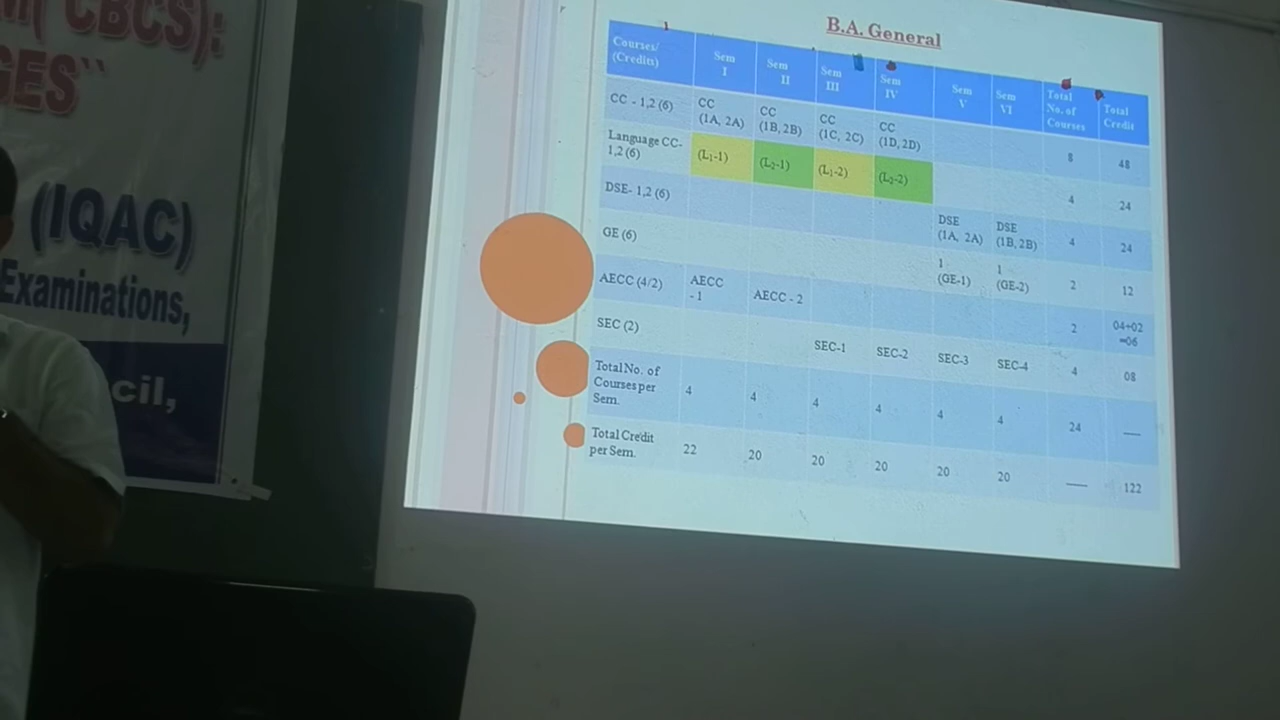 M( CBCS):
GES"
(IQAC)
Examinations,
cil,
B.A. General
Courses/ (Credits) Sem I Sem II Sem III Sem IV Sem V Sem VI Total No. of Courses Total Credit
CC - 1,2 (6) CC (1A, 2A) CC (1B, 2B) CC (1C, 2C) CC (1D, 2D) 8 48
Language CC- 1,2 (6) (L₁-1) (L₂-1) (L₁-2) (L₂-2) 4 24
DSE- 1,2 (6) DSE (1A, 2A) DSE (1B, 2B) 4 24
GE (6) 1 (GE-1) 1 (GE-2) 2 12
AECC (4/2) AECC -1 AECC - 2 2 04+02 =06
SEC (2) SEC-1 SEC-2 SEC-3 SEC-4 4 08
Total No. of Courses per Sem. 4 4 4 4 4 4 24 —
Total Credit per Sem. 22 20 20 20 20 20 — 122